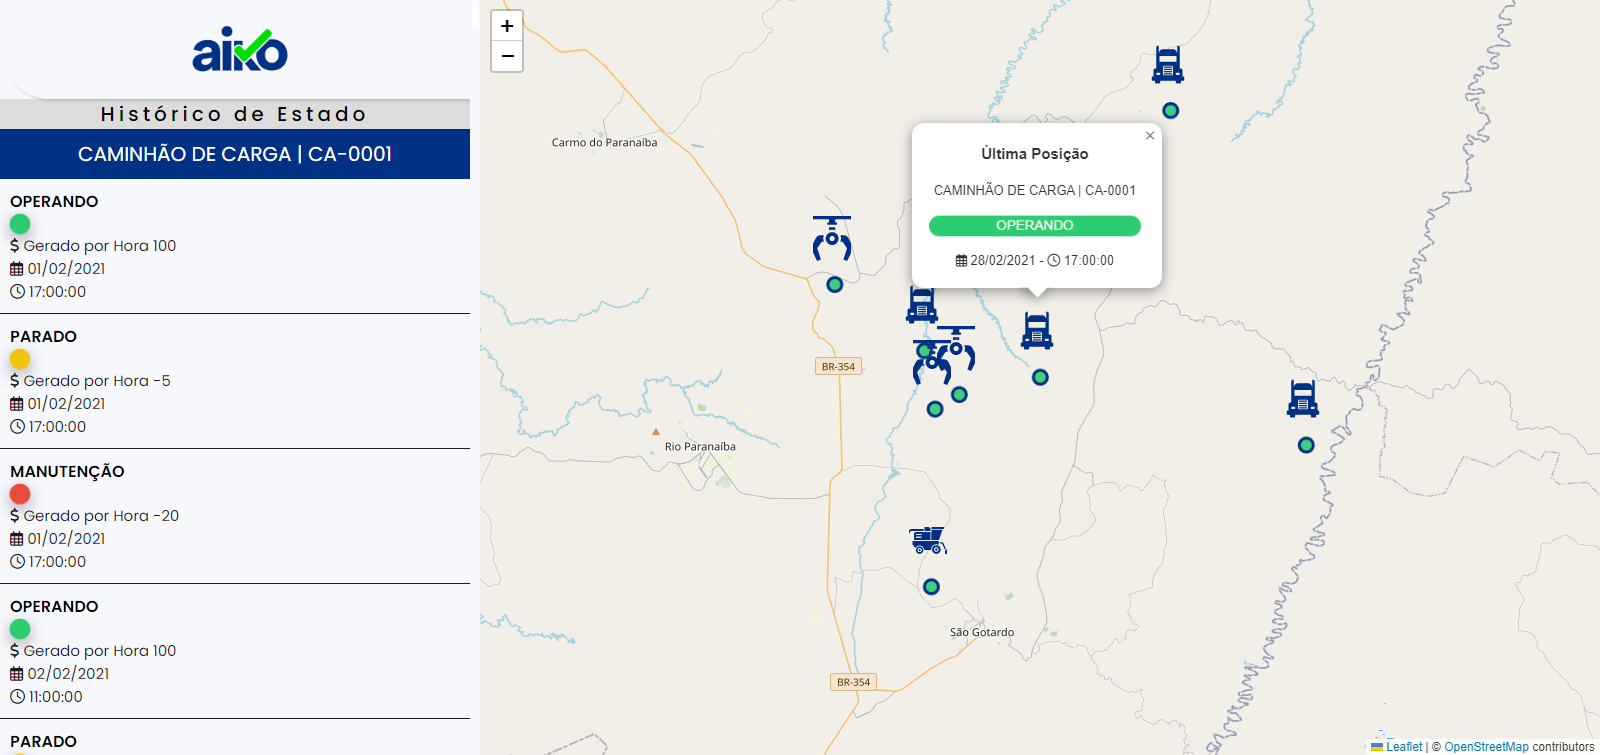 aiko
Histórico de Estado
CAMINHÃO DE CARGA | CA-0001
OPERANDO
$ Gerado por Hora 100
01/02/2021
17:00:00
PARADO
$ Gerado por Hora -5
01/02/2021
17:00:00
MANUTENÇÃO
$ Gerado por Hora -20
01/02/2021
17:00:00
OPERANDO
$ Gerado por Hora 100
02/02/2021
11:00:00
PARADO
+
−
Carmo do Paranaíba
×
Última Posição
CAMINHÃO DE CARGA | CA-0001
OPERANDO
28/02/2021 - 17:00:00
BR-354
Rio Paranaíba
São Gotardo
BR-354
Leaflet | © OpenStreetMap contributors